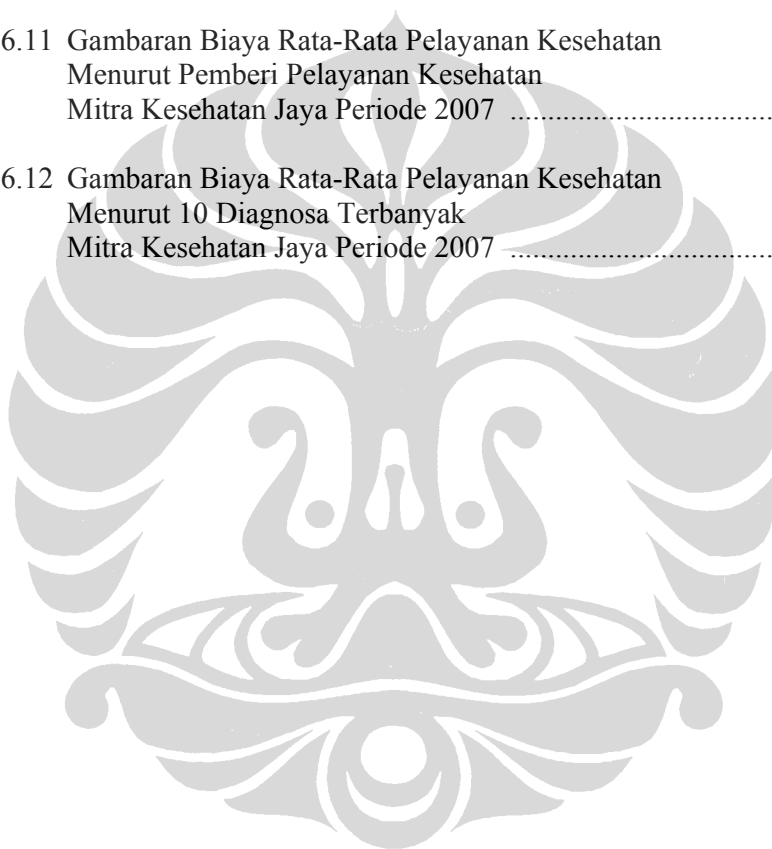 6.11 Gambaran Biaya Rata-Rata Pelayanan Kesehatan
Menurut Pemberi Pelayanan Kesehatan
Mitra Kesehatan Jaya Periode 2007 ...................................
6.12 Gambaran Biaya Rata-Rata Pelayanan Kesehatan
Menurut 10 Diagnosa Terbanyak
Mitra Kesehatan Jaya Periode 2007 ...................................